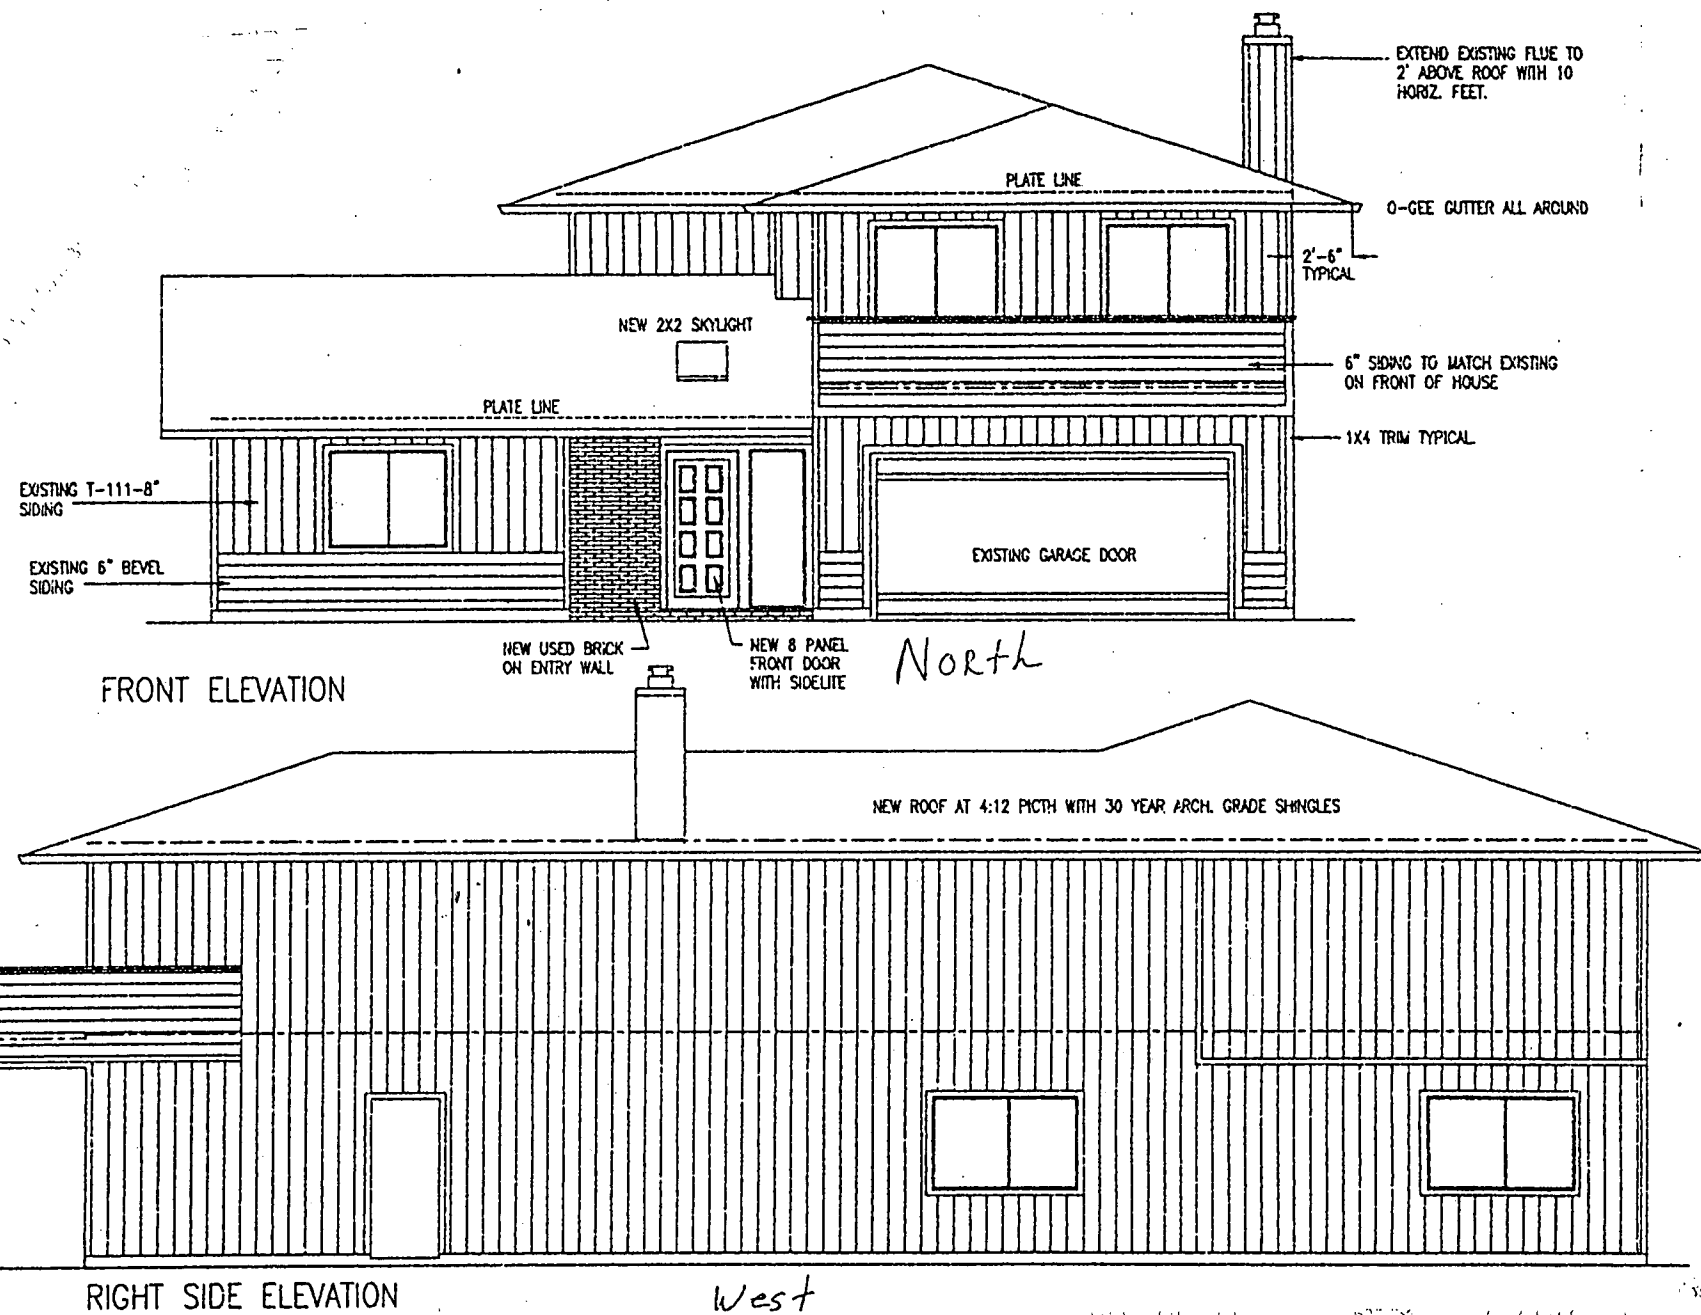 EXTEND EXISTING FLUE TO
2' ABOVE ROOF WITH 10
HORIZ. FEET.
PLATE LINE
O-GEE GUTTER ALL AROUND
2'-6"
TYPICAL
NEW 2X2 SKYLIGHT
6" SIDING TO MATCH EXISTING
ON FRONT OF HOUSE
PLATE LINE
1X4 TRIM TYPICAL
EXISTING T-111-8"
SIDING
EXISTING GARAGE DOOR
EXISTING 6" BEVEL
SIDING
NEW USED BRICK
ON ENTRY WALL
NEW 8 PANEL
FRONT DOOR
WITH SIDELITE
North
FRONT ELEVATION
NEW ROOF AT 4:12 PICTH WITH 30 YEAR ARCH. GRADE SHINGLES
RIGHT SIDE ELEVATION
West